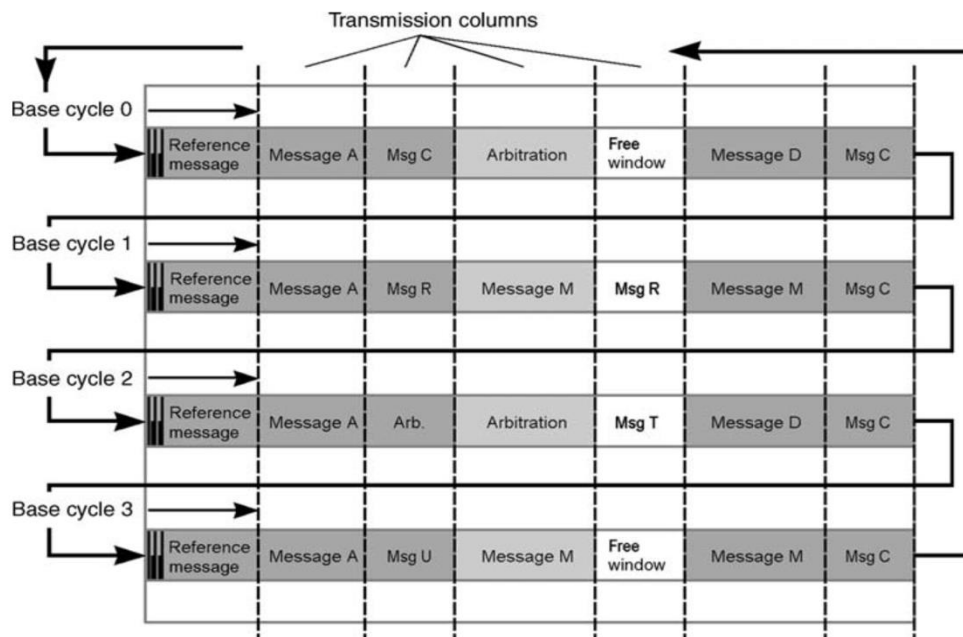 Transmission columns
Base cycle 0
Reference
message
Message A
Msg C
Arbitration
Free
window
Message D
Msg C
Base cycle 1
Reference
message
Message A
Msg R
Message M
Msg R
Message M
Msg C
Base cycle 2
Reference
message
Message A
Arb.
Arbitration
Msg T
Message D
Msg C
Base cycle 3
Reference
message
Message A
Msg U
Message M
Free
window
Message M
Msg C